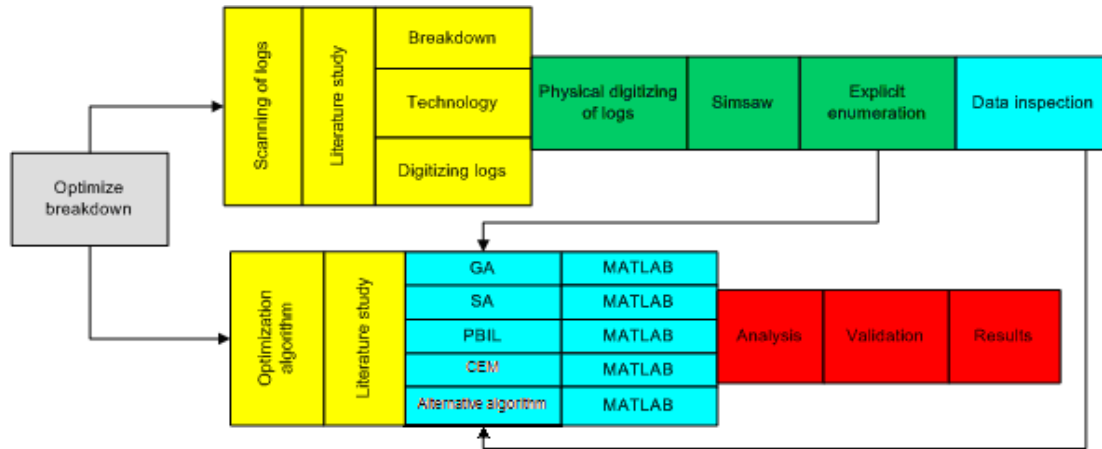 Optimize
breakdown
Scanning of logs
Literature study
Breakdown
Technology
Digitizing logs
Physical digitizing
of logs
Simsaw
Explicit
enumeration
Data inspection
Optimization
algorithm
Literature study
GA
MATLAB
SA
MATLAB
PBIL
MATLAB
CEM
MATLAB
Alternative algorithm
MATLAB
Analysis
Validation
Results